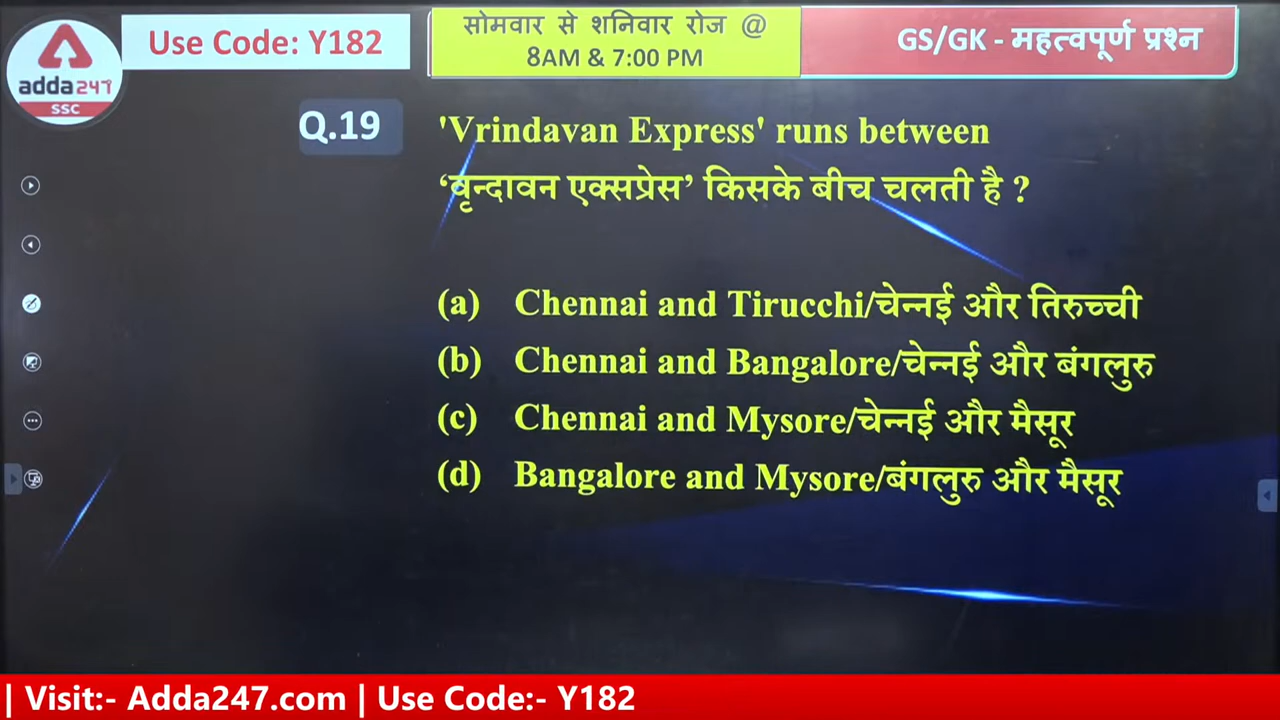 adda247
SSC
Use Code: Y182
सोमवार से शनिवार रोज @
8AM & 7:00 PM
GS/GK - महत्वपूर्ण प्रश्न
Q.19
'Vrindavan Express' runs between
‘वृन्दावन एक्सप्रेस’ किसके बीच चलती है ?
(a) Chennai and Tirucchi/चेन्नई और तिरुच्ची
(b) Chennai and Bangalore/चेन्नई और बंगलुरु
(c) Chennai and Mysore/चेन्नई और मैसूर
(d) Bangalore and Mysore/बंगलुरु और मैसूर
| Visit:- Adda247.com | Use Code:- Y182